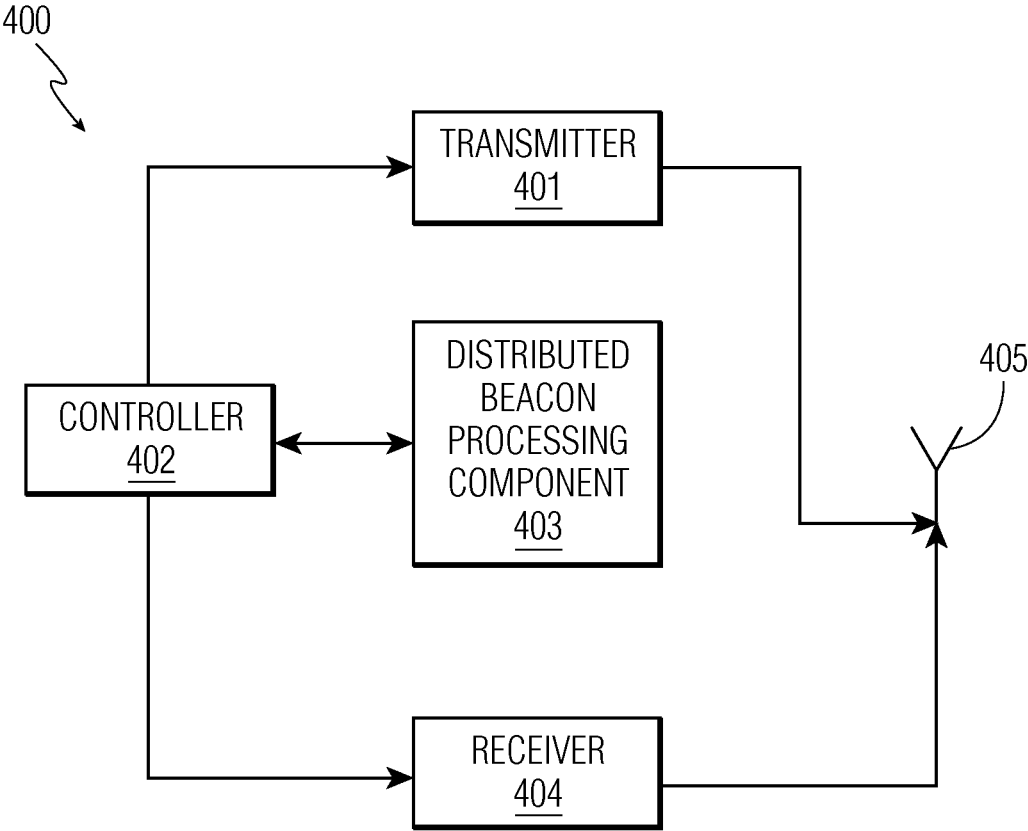 400
TRANSMITTER
401
DISTRIBUTED
BEACON
PROCESSING
COMPONENT
403
CONTROLLER
402
405
RECEIVER
404